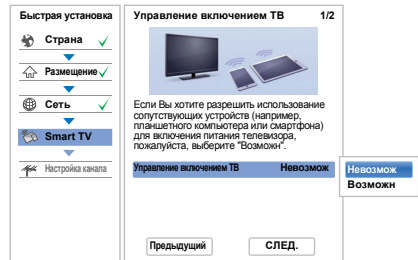 Быстрая установка
Страна
Размещение
Сеть
Smart TV
Настройка канала
Управление включением ТВ 1/2
Если Вы хотите разрешить использование
сопутствующих устройств (например,
планшетного компьютера или смартфона)
для включения питания телевизора,
пожалуйста, выберите "Возможн".
Управление включением ТВ Невозмож
Невозмож
Возможн
Предыдущий СЛЕД.